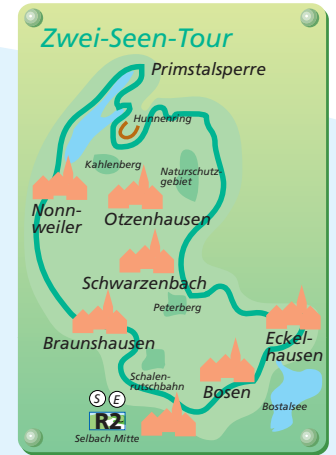 Zwei-Seen-Tour
Primstalsperre
Hunnenring
Kahlenberg
Naturschutz-
gebiet
Nonn-
weiler
Otzenhausen
Schwarzenbach
Peterberg
Braunshausen
Eckel-
hausen
Schalen-
rutschbahn
Bosen
Bostalsee
S E
R2
Selbach Mitte